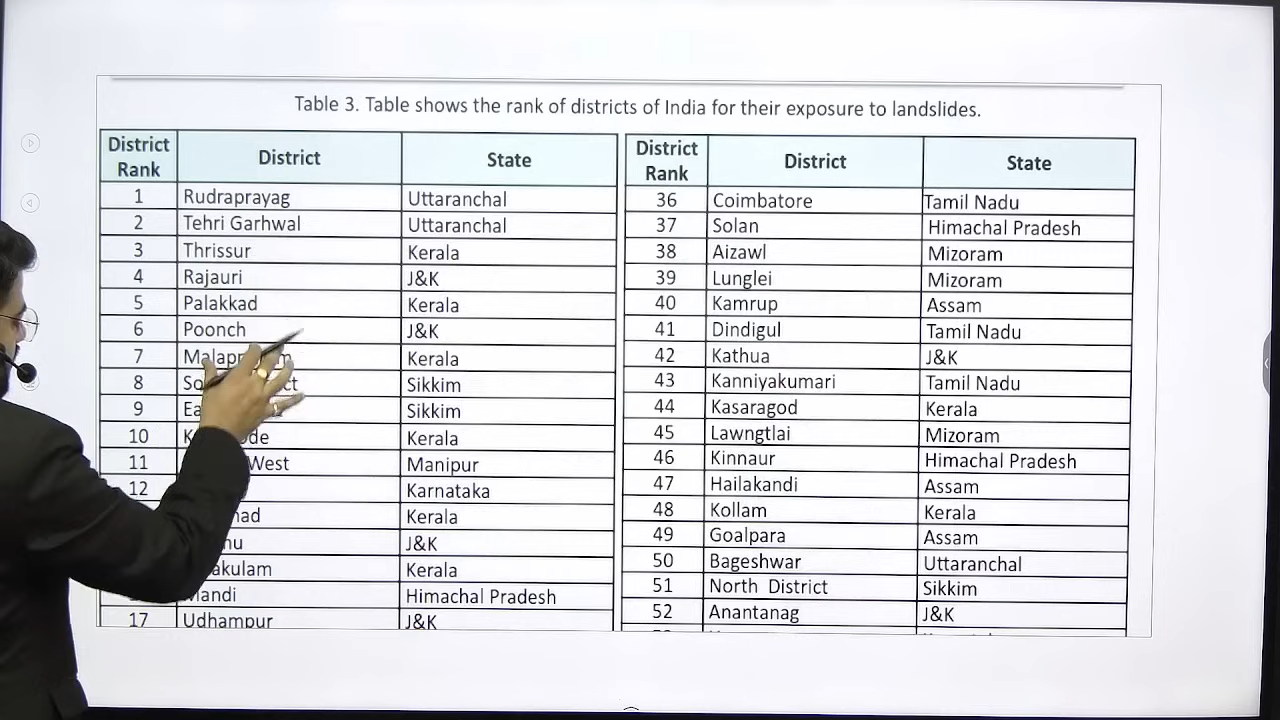 Table 3. Table shows the rank of districts of India for their exposure to landslides.
District Rank District State
1 Rudraprayag Uttaranchal
2 Tehri Garhwal Uttaranchal
3 Thrissur Kerala
4 Rajauri J&K
5 Palakkad Kerala
6 Poonch J&K
7 Kerala
8 Sikkim
9 Sikkim
10 Kerala
11 West Manipur
12 Karnataka
Kerala
J&K
Kerala
Mandi Himachal Pradesh
17 Udhampur J&K
District Rank District State
36 Coimbatore Tamil Nadu
37 Solan Himachal Pradesh
38 Aizawl Mizoram
39 Lunglei Mizoram
40 Kamrup Assam
41 Dindigul Tamil Nadu
42 Kathua J&K
43 Kanniyakumari Tamil Nadu
44 Kasaragod Kerala
45 Lawngtlai Mizoram
46 Kinnaur Himachal Pradesh
47 Hailakandi Assam
48 Kollam Kerala
49 Goalpara Assam
50 Bageshwar Uttaranchal
51 North District Sikkim
52 Anantanag J&K